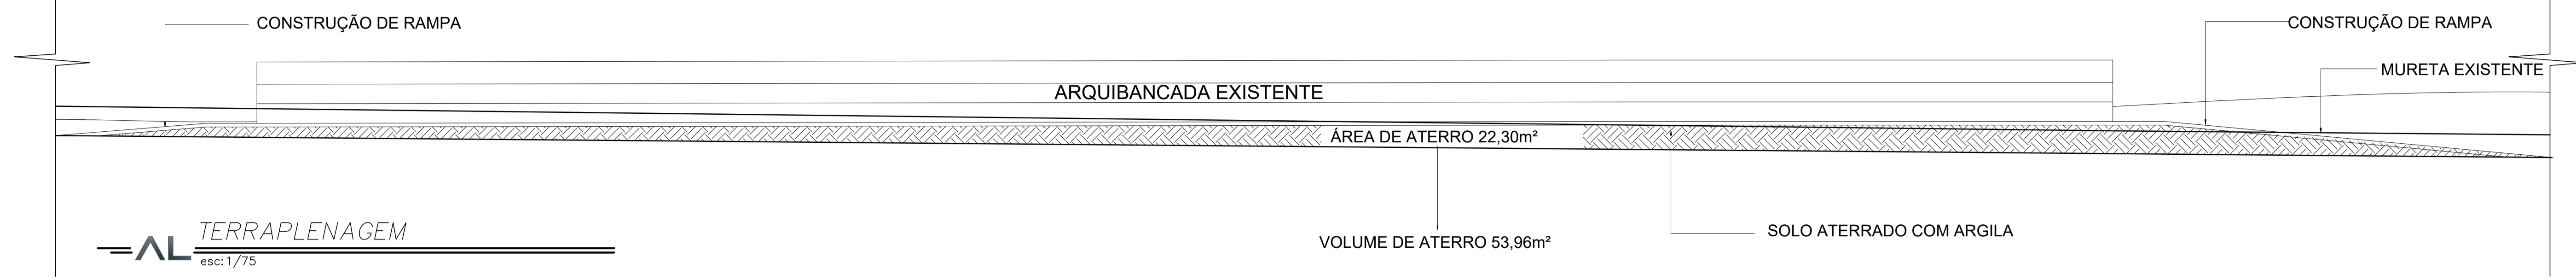 CONSTRUÇÃO DE RAMPA
CONSTRUÇÃO DE RAMPA
MURETA EXISTENTE
ARQUIBANCADA EXISTENTE
ÁREA DE ATERRO 22,30m²
SOLO ATERRADO COM ARGILA
VOLUME DE ATERRO 53,96m²
AL
TERRAPLENAGEM
esc: 1/75